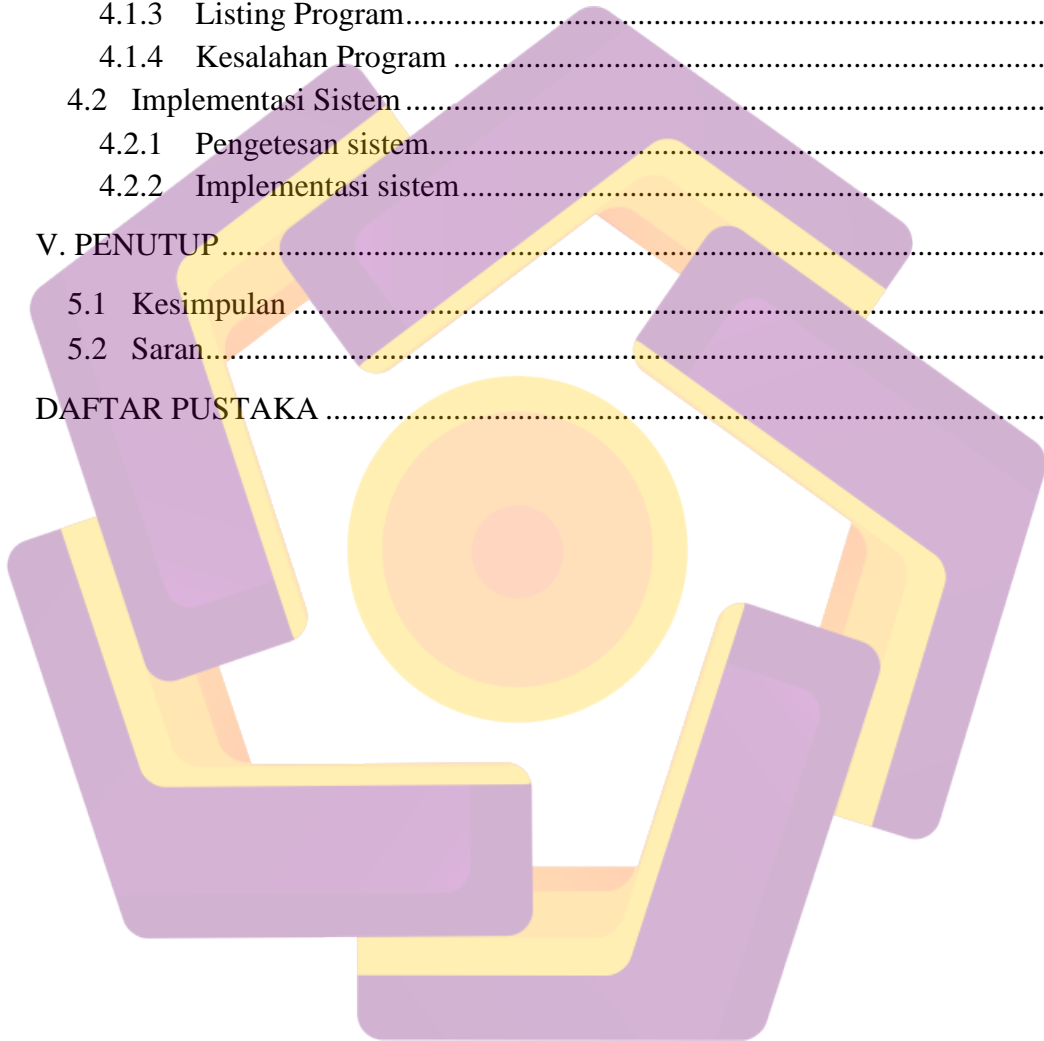 4.1.3 Listing Program................................................................................
4.1.4 Kesalahan Program ..........................................................................
4.2 Implementasi Sistem ................................................................................
4.2.1 Pengetesan sistem.............................................................................
4.2.2 Implementasi sistem.........................................................................
V. PENUTUP.......................................................................................................
5.1 Kesimpulan ..............................................................................................
5.2 Saran.........................................................................................................
DAFTAR PUSTAKA ..........................................................................................